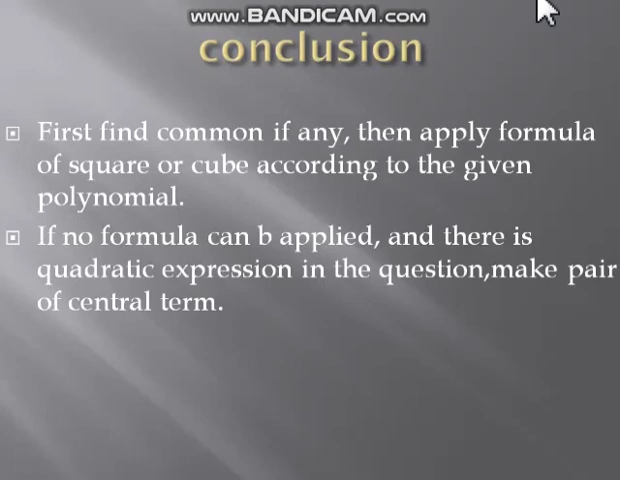 www.BANDICAM.com
conclusion
First find common if any, then apply formula
of square or cube according to the given
polynomial.
If no formula can b applied, and there is
quadratic expression in the question,make pair
of central term.